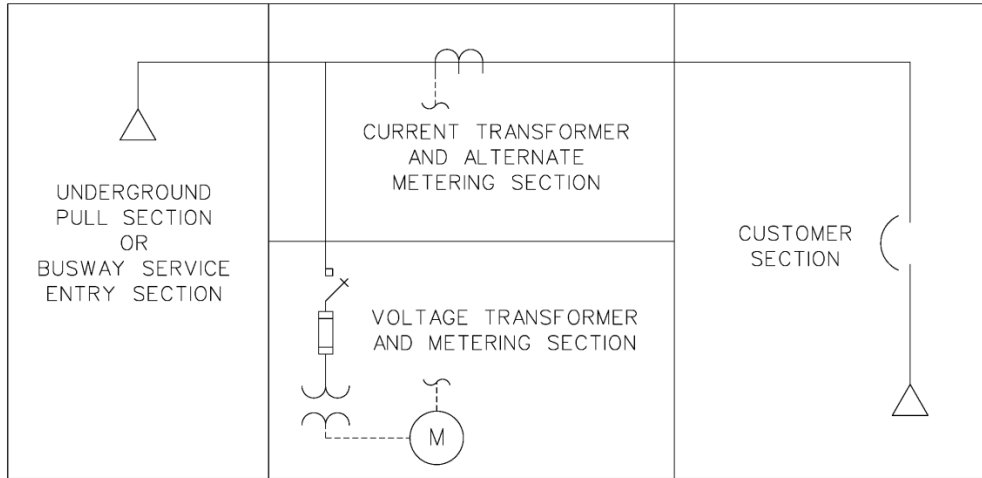 UNDERGROUND
PULL SECTION
OR
BUSWAY SERVICE
ENTRY SECTION
CURRENT TRANSFORMER
AND ALTERNATE
METERING SECTION
VOLTAGE TRANSFORMER
AND METERING SECTION
M
CUSTOMER
SECTION